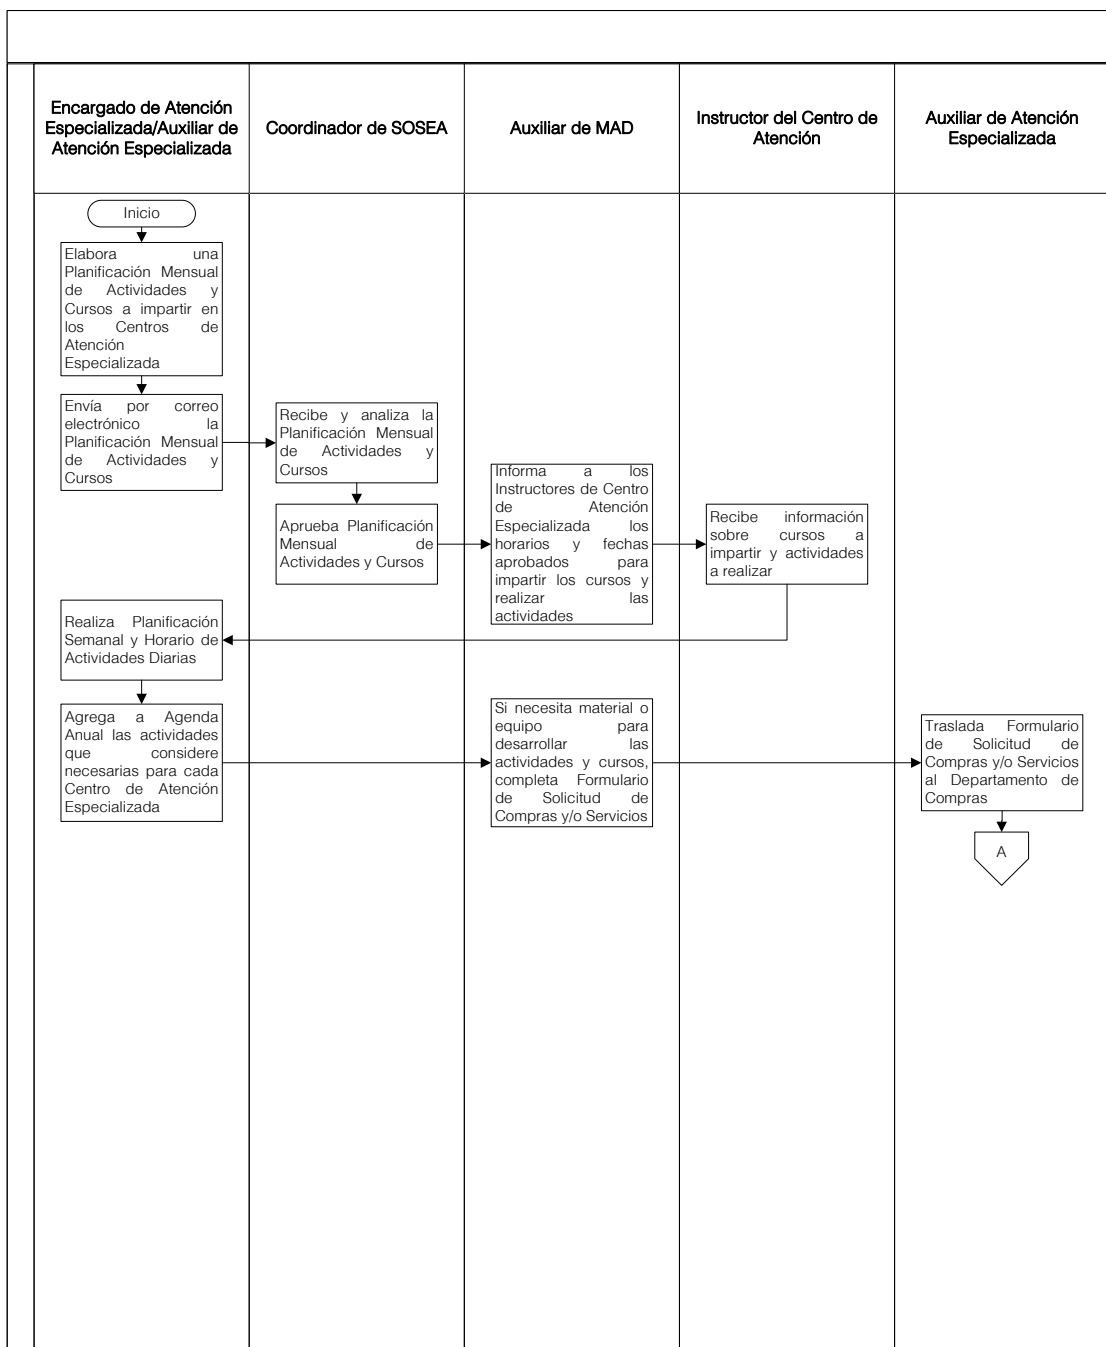 Encargado de Atención
Especializada/Auxiliar de
Atención Especializada
Coordinador de SOSEA
Auxiliar de MAD
Instructor del Centro de
Atención
Auxiliar de Atención
Especializada
Inicio
Elabora una
Planificación Mensual
de Actividades y
Cursos a impartir en
los Centros de
Atención
Especializada
Envía por correo
electrónico la
Planificación Mensual
de Actividades y
Cursos
Recibe y analiza la
Planificación Mensual
de Actividades y
Cursos
Aprueba Planificación
Mensual de
Actividades y Cursos
Informa a los
Instructores de Centro
de Atención
Especializada los
horarios y fechas
aprobados para
impartir los cursos y
realizar las
actividades
Recibe información
sobre cursos a
impartir y actividades
a realizar
Realiza Planificación
Semanal y Horario de
Actividades Diarias
Agrega a Agenda
Anual las actividades
que considere
necesarias para cada
Centro de Atención
Especializada
Si necesita material o
equipo para
desarrollar las
actividades y cursos,
completa Formulario
de Solicitud de
Compras y/o Servicios
Traslada Formulario
de Solicitud de
Compras y/o Servicios
al Departamento de
Compras
A